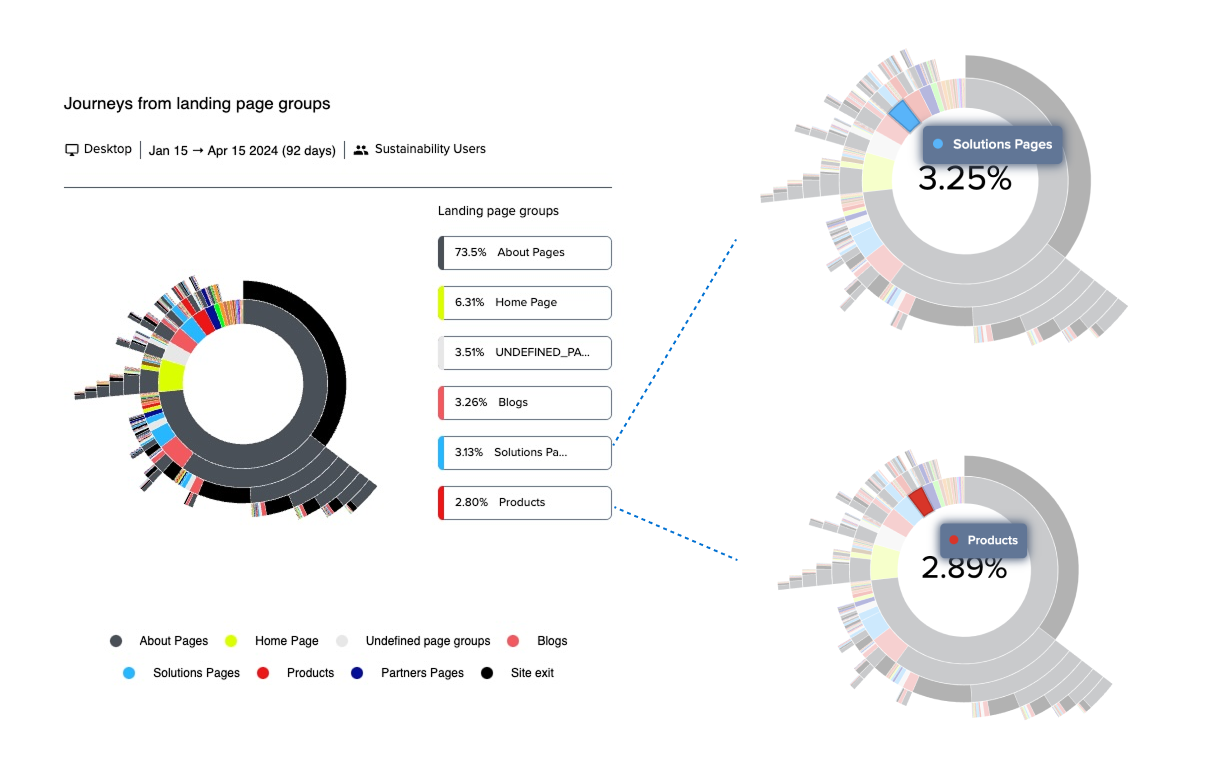 Journeys from landing page groups
Desktop | Jan 15 → Apr 15 2024 (92 days) | Sustainability Users
Landing page groups
73.5% About Pages
6.31% Home Page
3.51% UNDEFINED_PA...
3.26% Blogs
3.13% Solutions Pa...
2.80% Products
Solutions Pages
3.25%
Products
2.89%
About Pages Home Page Undefined page groups Blogs
Solutions Pages Products Partners Pages Site exit